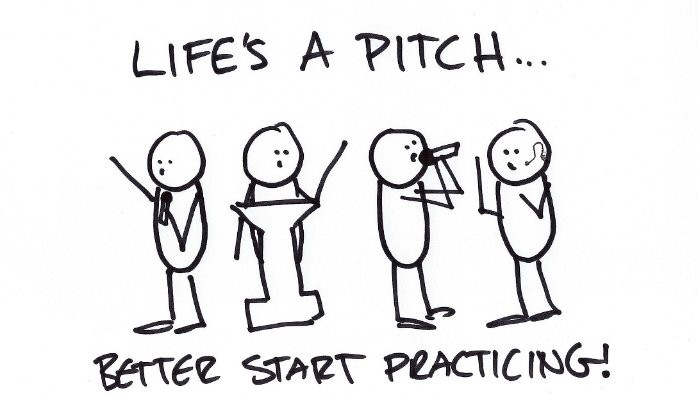 LIFE'S A PITCH...
BETTER START PRACTICING!